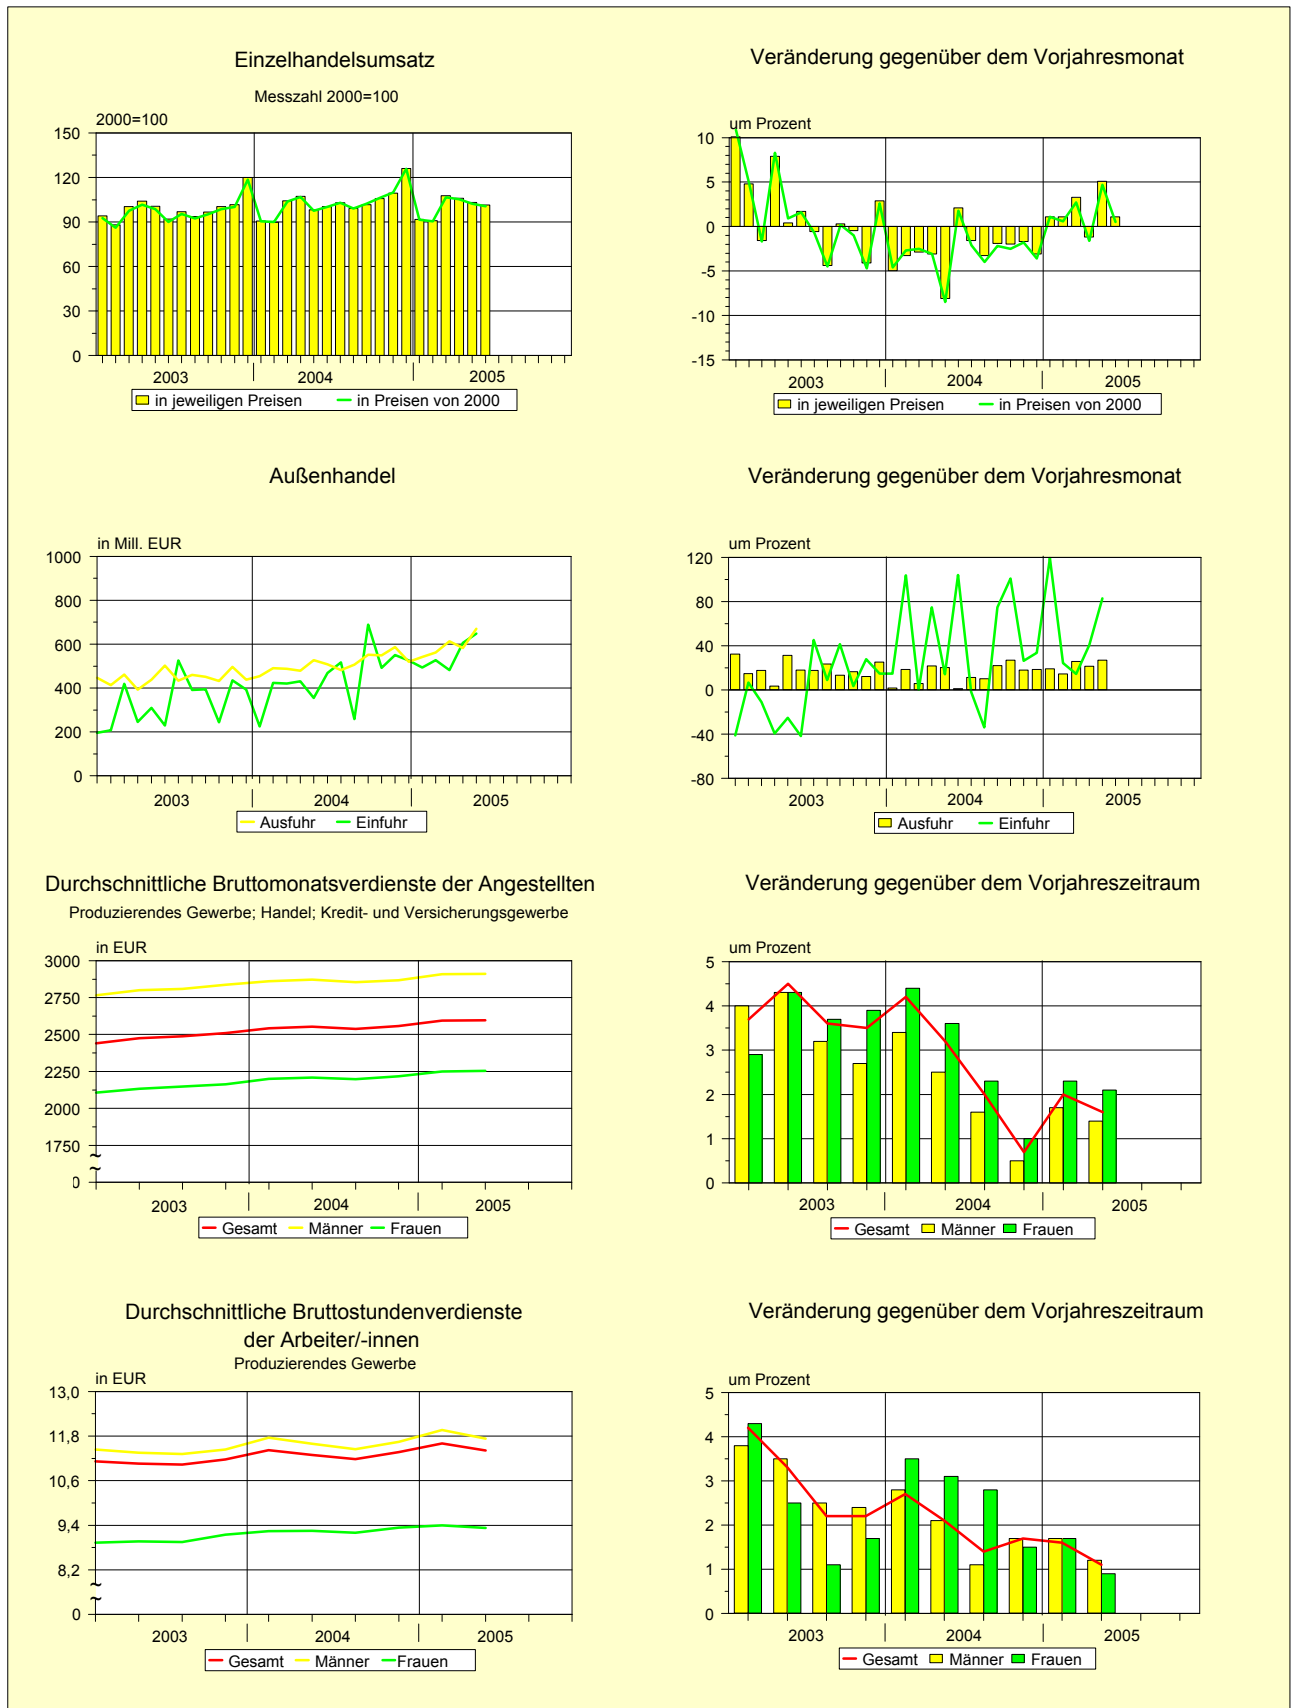 Einzelhandelsumsatz
Messzahl 2000=100
2000=100
150
120
90
60
30
0
2003 2004 2005
in jeweiligen Preisen in Preisen von 2000
Veränderung gegenüber dem Vorjahresmonat
um Prozent
10
5
0
-5
-10
-15
2003 2004 2005
in jeweiligen Preisen in Preisen von 2000
Außenhandel
in Mill. EUR
1000
800
600
400
200
0
2003 2004 2005
Ausfuhr Einfuhr
Veränderung gegenüber dem Vorjahresmonat
um Prozent
120
80
40
0
-40
-80
2003 2004 2005
Ausfuhr Einfuhr
Durchschnittliche Bruttomonatsverdienste der Angestellten
Produzierendes Gewerbe; Handel; Kredit- und Versicherungsgewerbe
in EUR
3000
2750
2500
2250
2000
1750
0
2003 2004 2005
Gesamt Männer Frauen
Veränderung gegenüber dem Vorjahreszeitraum
um Prozent
5
4
3
2
1
0
2003 2004 2005
Gesamt Männer Frauen
Durchschnittliche Bruttostundenverdienste
der Arbeiter/-innen
Produzierendes Gewerbe
in EUR
13,0
11,8
10,6
9,4
8,2
0
2003 2004 2005
Gesamt Männer Frauen
Veränderung gegenüber dem Vorjahreszeitraum
um Prozent
5
4
3
2
1
0
2003 2004 2005
Gesamt Männer Frauen